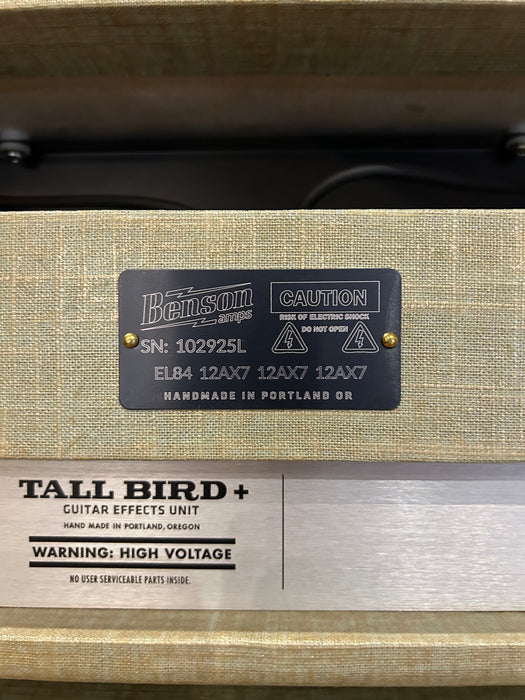 Benson
amps
CAUTION
RISK OF ELECTRIC SHOCK
DO NOT OPEN
SN: 102925L
EL84 12AX7 12AX7 12AX7
HANDMADE IN PORTLAND OR
TALL BIRD +
GUITAR EFFECTS UNIT
HAND MADE IN PORTLAND, OREGON
WARNING: HIGH VOLTAGE
NO USER SERVICEABLE PARTS INSIDE.